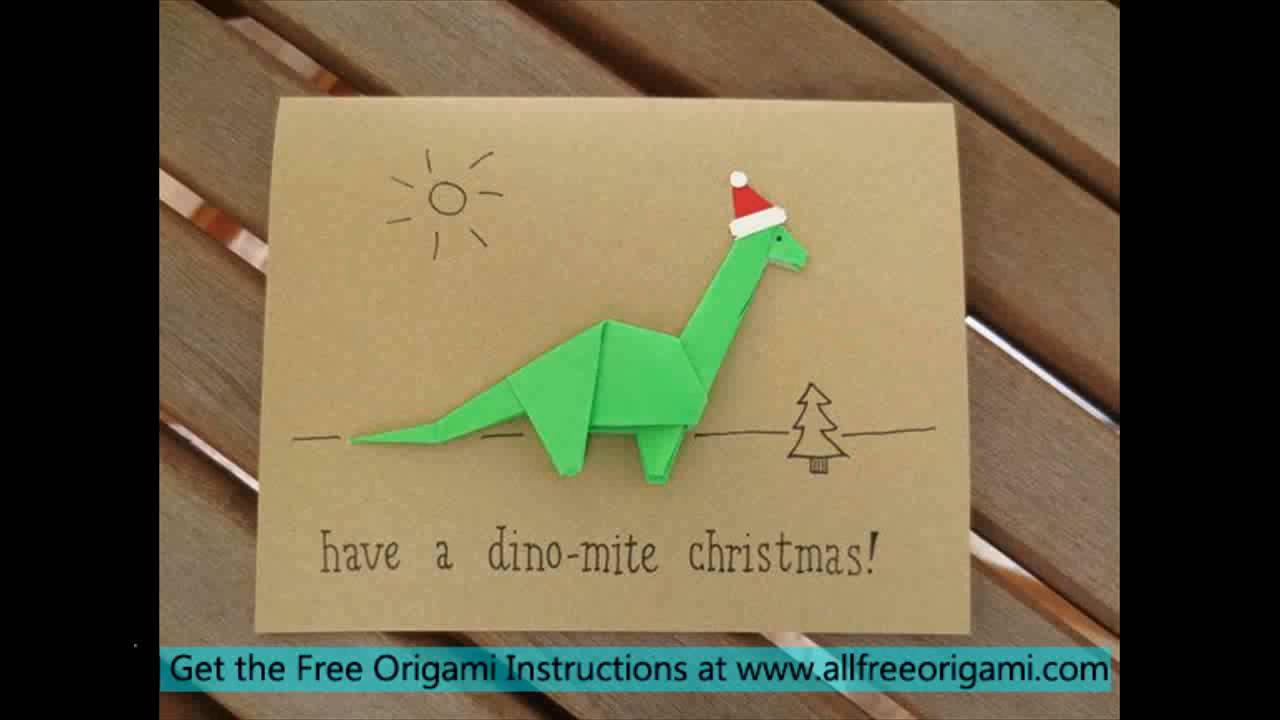 have a dino-mite christmas!
Get the Free Origami Instructions at www.allfreeorigami.com